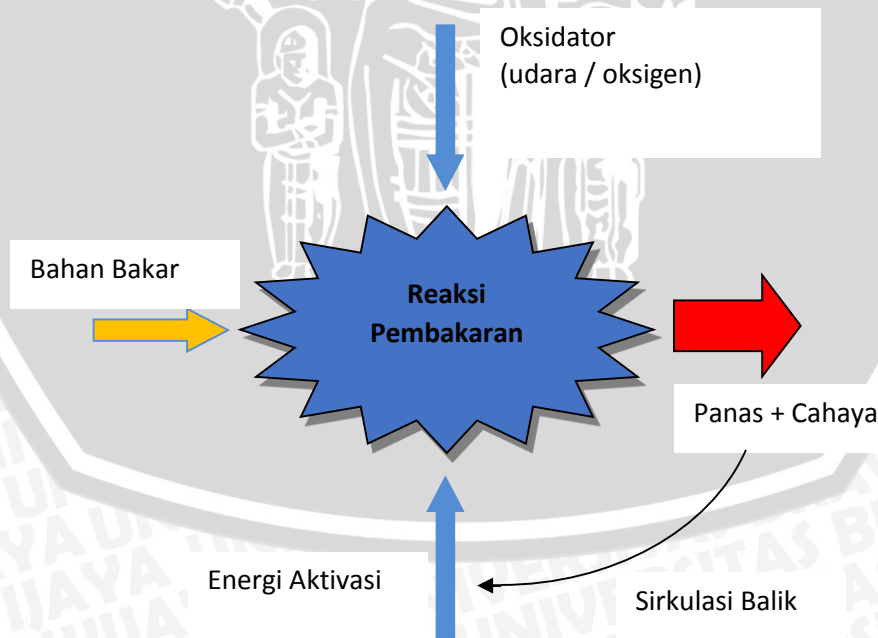 Oksidator
(udara / oksigen)
Bahan Bakar
Reaksi
Pembakaran
Panas + Cahaya
Energi Aktivasi
Sirkulasi Balik